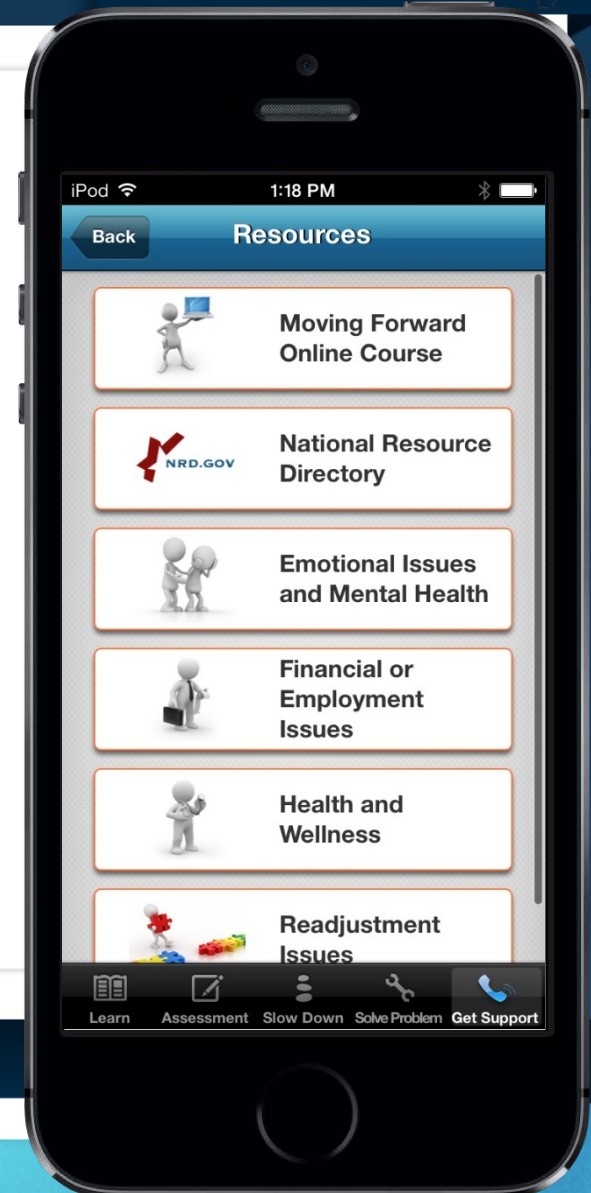 iPod 1:18 PM
Back Resources
Moving Forward
Online Course
NRD.GOV
National Resource
Directory
Emotional Issues
and Mental Health
Financial or
Employment
Issues
Health and
Wellness
Readjustment
Issues
Learn Assessment Slow Down Solve Problem Get Support